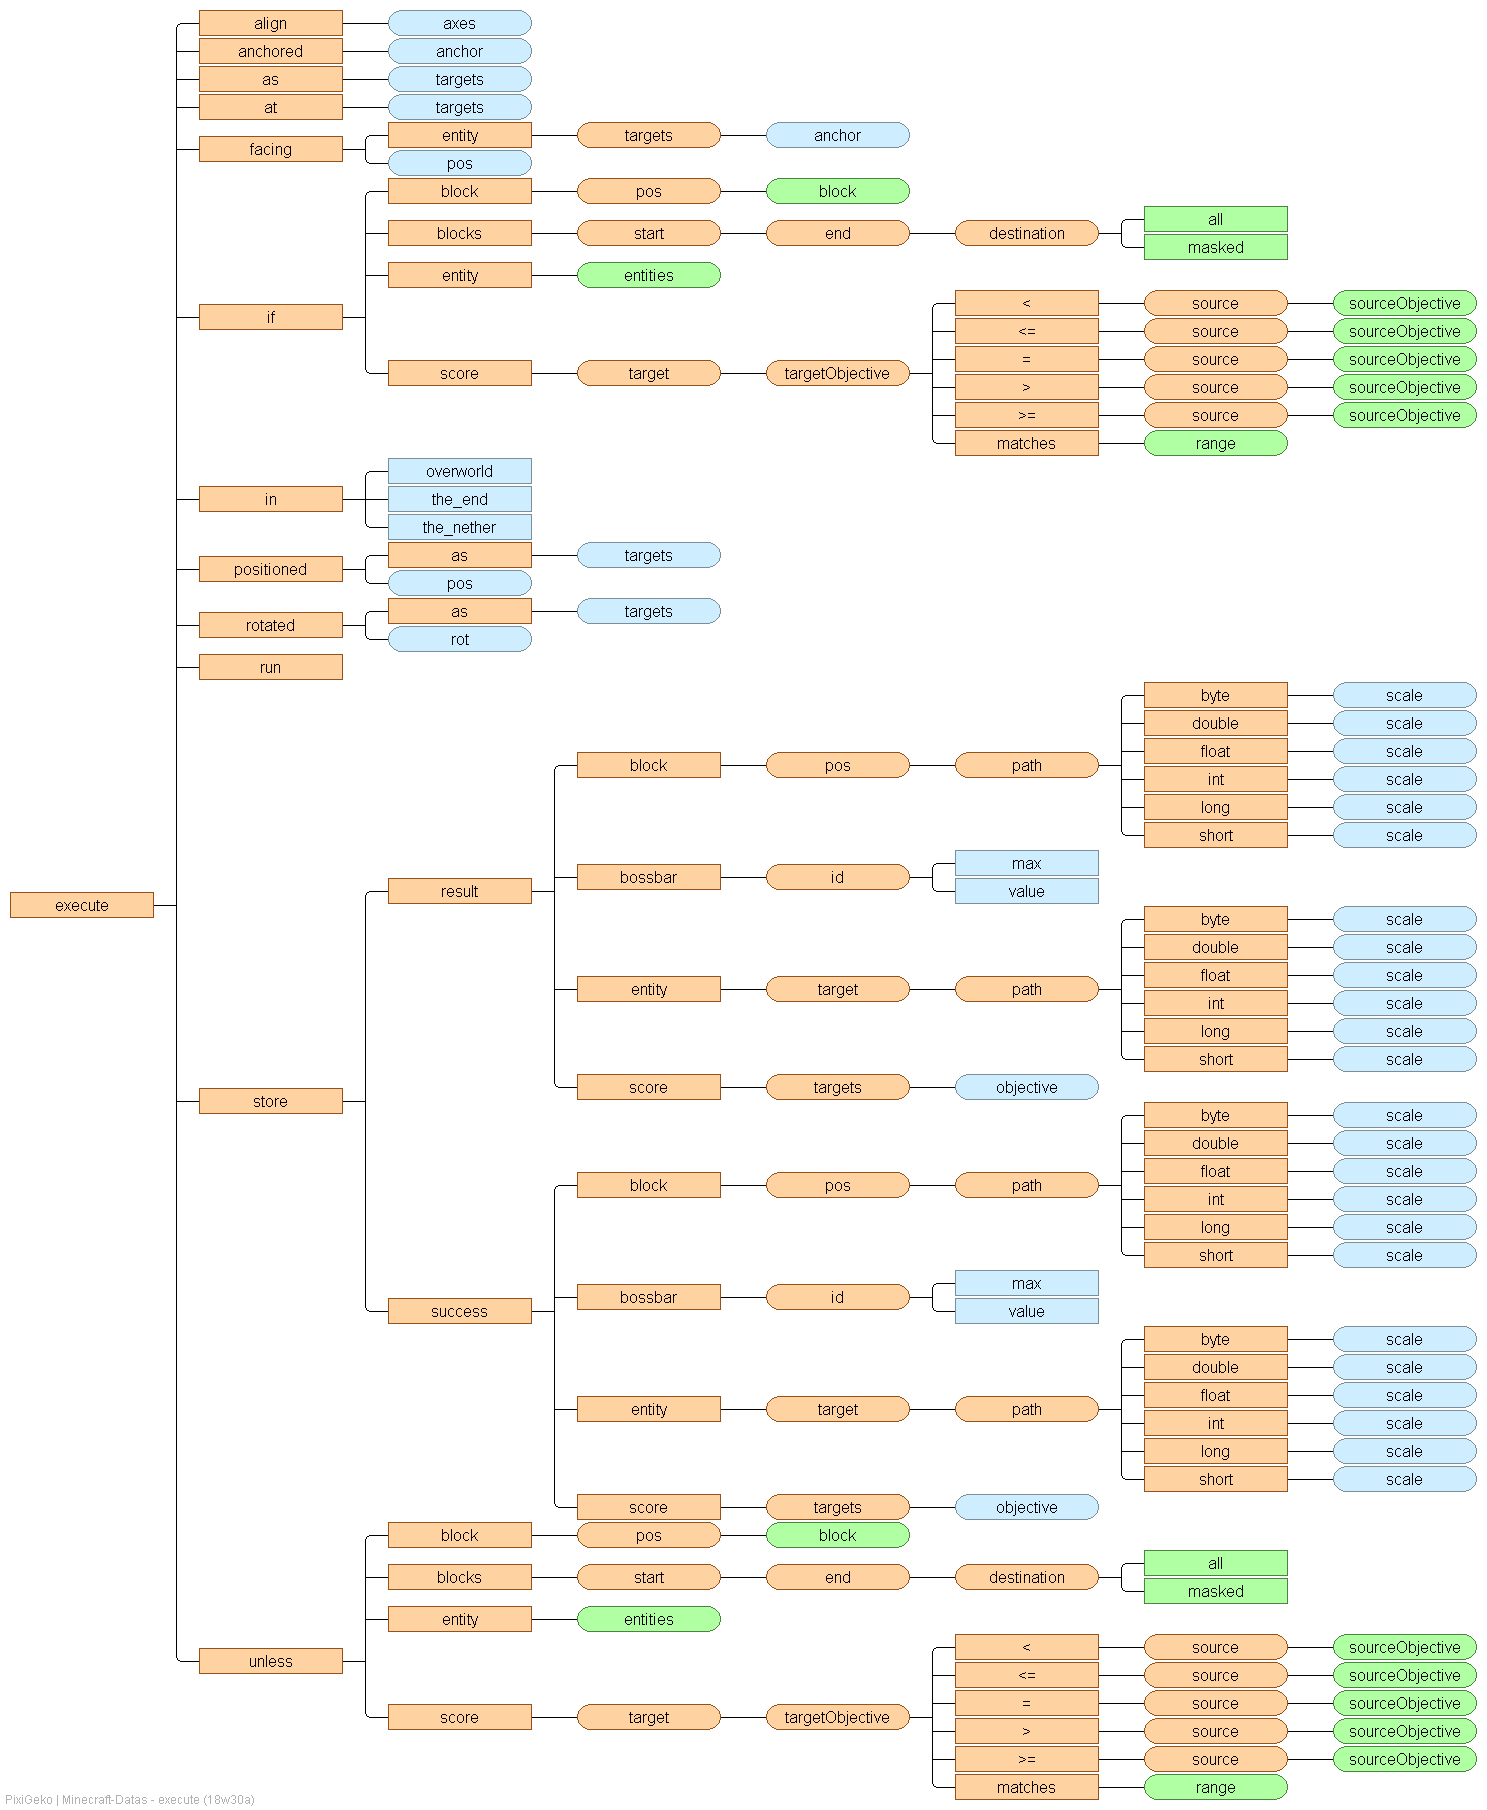 align axes
anchored anchor
as targets
at targets
entity targets anchor
facing
pos
block pos block
all
blocks start end destination
masked
entity entities
< source sourceObjective
if
<= source sourceObjective
= source sourceObjective
score target targetObjective
> source sourceObjective
>= source sourceObjective
matches range
overworld
in the_end
the_nether
as targets
positioned
pos
as targets
rotated
rot
run
byte scale
double scale
float scale
block pos path
int scale
long scale
short scale
max
bossbar id
result value
execute
byte scale
double scale
float scale
entity target path
int scale
long scale
short scale
score targets objective
store
byte scale
double scale
float scale
block pos path
int scale
long scale
short scale
max
bossbar id
success value
byte scale
double scale
float scale
entity target path
int scale
long scale
short scale
score targets objective
block pos block
all
blocks start end destination
masked
entity entities
< source sourceObjective
unless
<= source sourceObjective
= source sourceObjective
score target targetObjective
> source sourceObjective
>= source sourceObjective
matches range
PixiGeko | Minecraft-Datas - execute (18w30a)